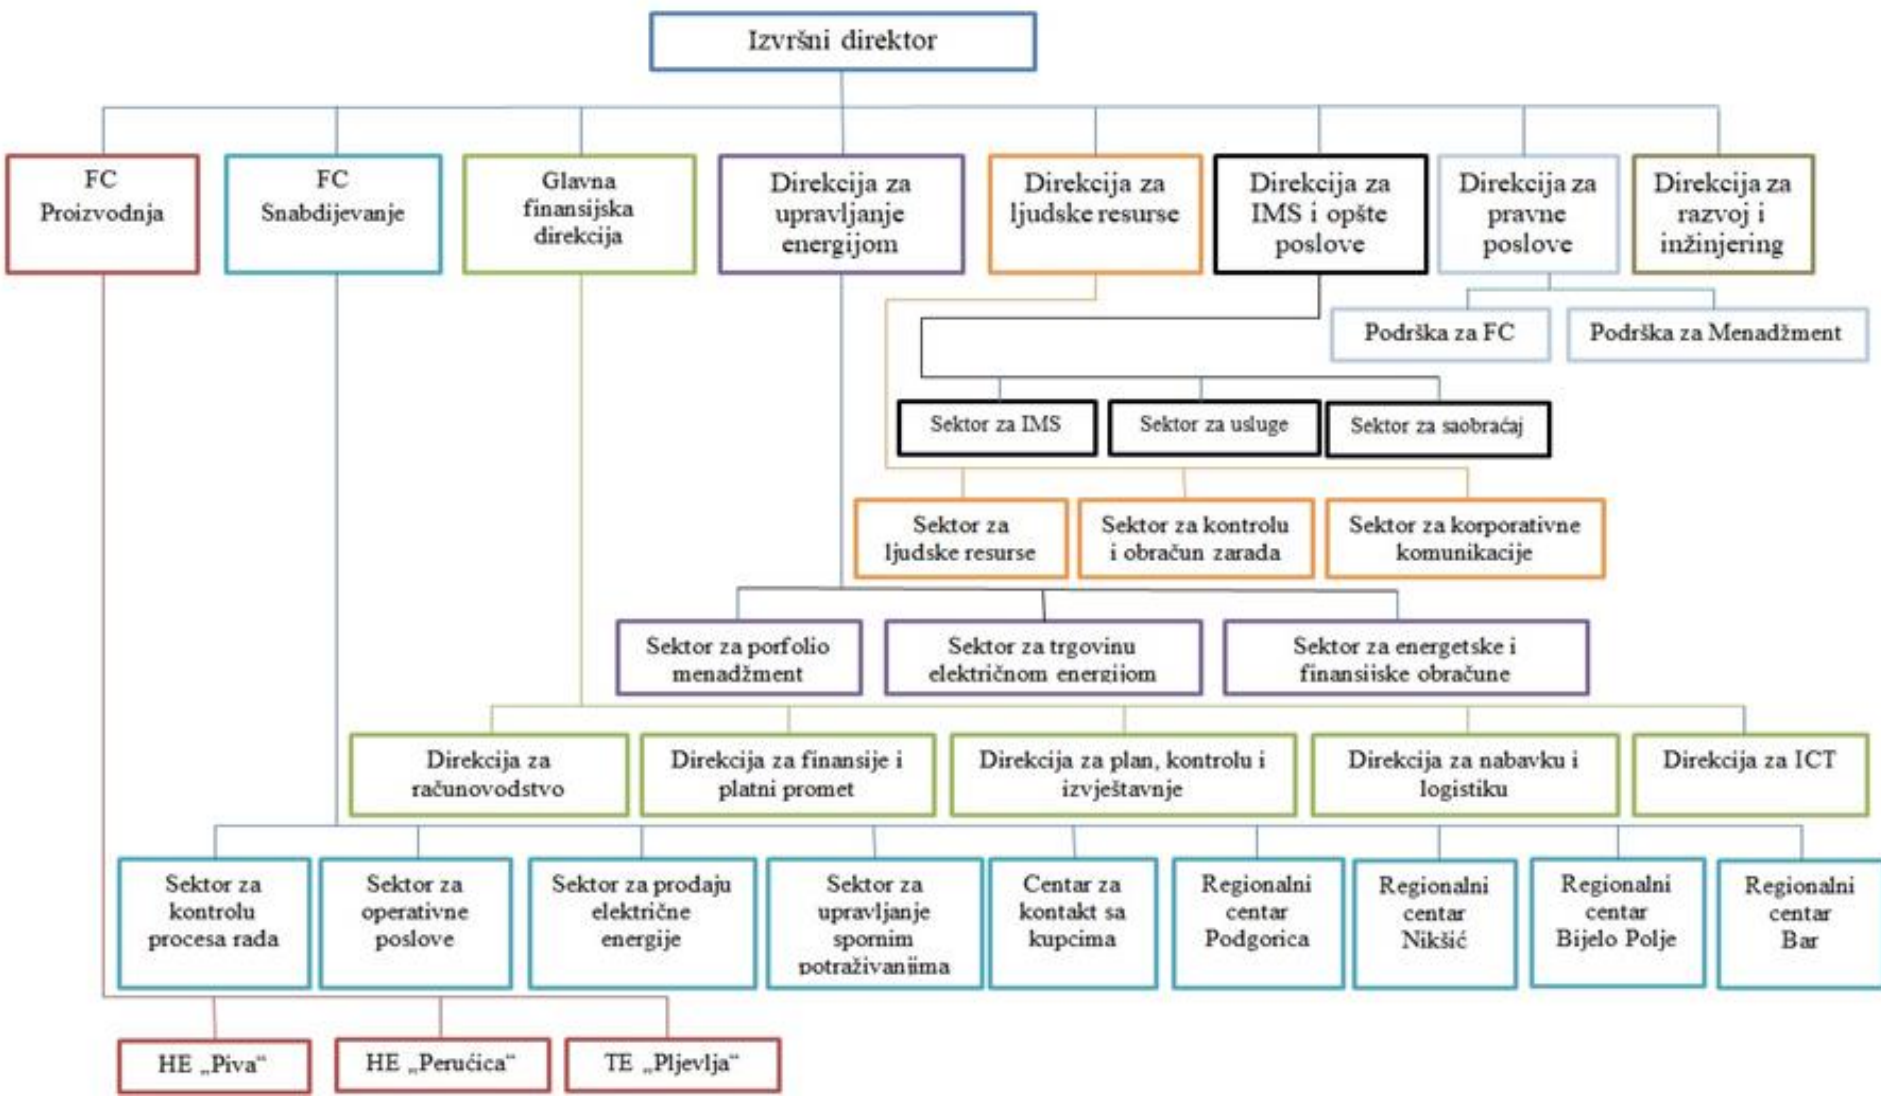 Izvršni direktor
FC
Proizvodnja
FC
Snabdijevanje
Glavna
finansijska
direkcija
Direkcija za
upravljanje
energijom
Direkcija za
ljudske resurse
Direkcija za
IMS i opšte
poslove
Direkcija za
pravne
poslove
Direkcija za
razvoj i
inžinjering
Podrška za FC
Podrška za Menadžment
Sektor za IMS
Sektor za usluge
Sektor za saobraćaj
Sektor za
ljudske resurse
Sektor za kontrolu
i obračun zarada
Sektor za korporativne
komunikacije
Sektor za porfolio
menadžment
Sektor za trgovinu
električnom energijom
Sektor za energetske i
finansijske obračune
Direkcija za
računovodstvo
Direkcija za finansije i
platni promet
Direkcija za plan, kontrolu i
izvještavnje
Direkcija za nabavku i
logistiku
Direkcija za ICT
Sektor za
kontrolu
procesa rada
Sektor za
operativne
poslove
Sektor za prodaju
električne
energije
Sektor za
upravljanje
spornim
potraživanjima
Centar za
kontakt sa
kupcima
Regionalni
centar
Podgorica
Regionalni
centar
Nikšić
Regionalni
centar
Bijelo Polje
Regionalni
centar
Bar
HE „Piva“
HE „Perućica“
TE „Pljevlja“